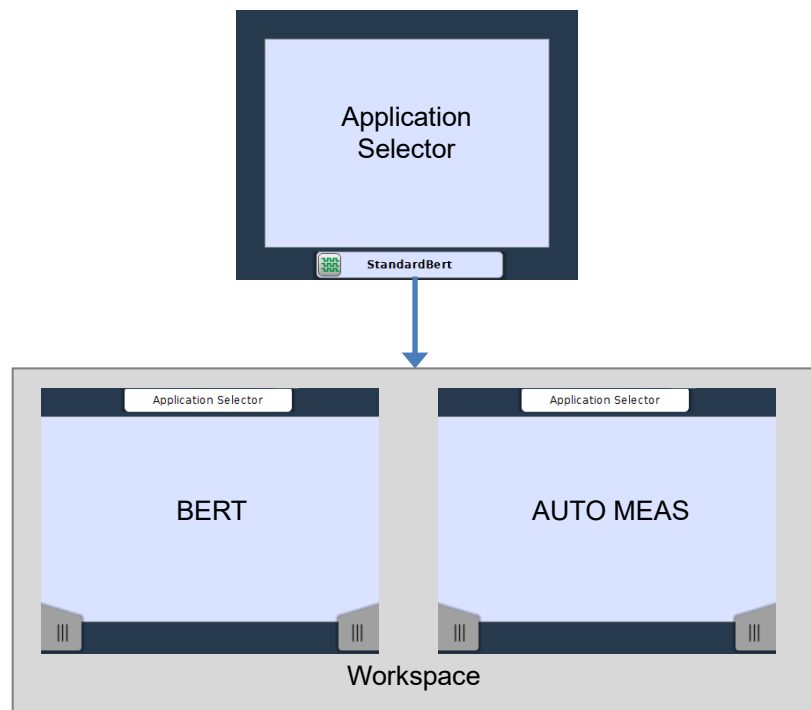 Application
Selector
StandardBert
Application Selector
Application Selector
BERT
AUTO MEAS
Workspace